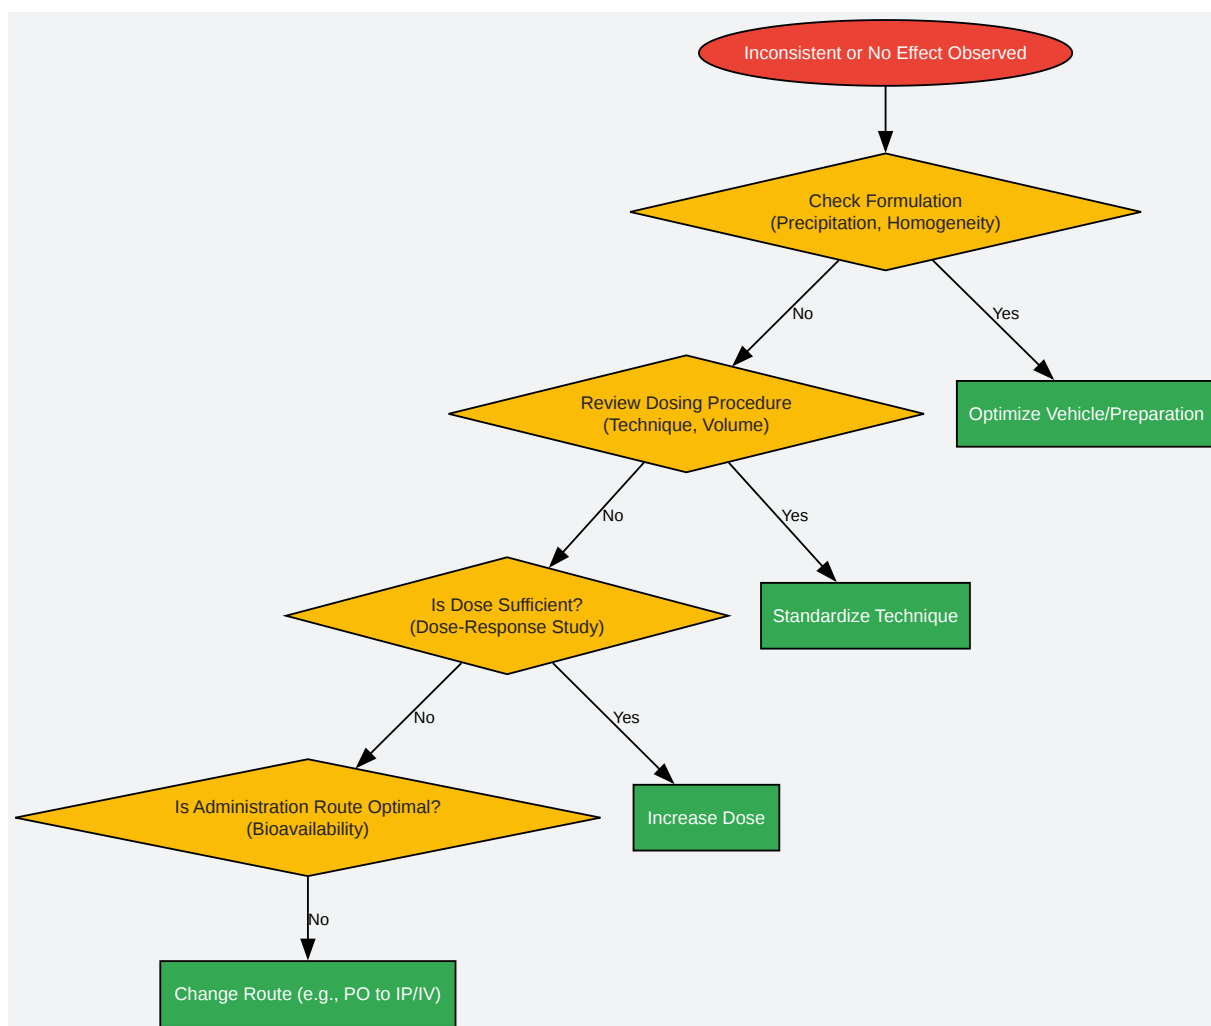 Inconsistent or No Effect Observed
Check Formulation
(Precipitation, Homogeneity)
No
Yes
Review Dosing Procedure
(Technique, Volume)
Optimize Vehicle/Preparation
No
Yes
Is Dose Sufficient?
(Dose-Response Study)
Standardize Technique
No
Yes
Is Administration Route Optimal?
(Bioavailability)
Increase Dose
No
Change Route (e.g., PO to IP/IV)